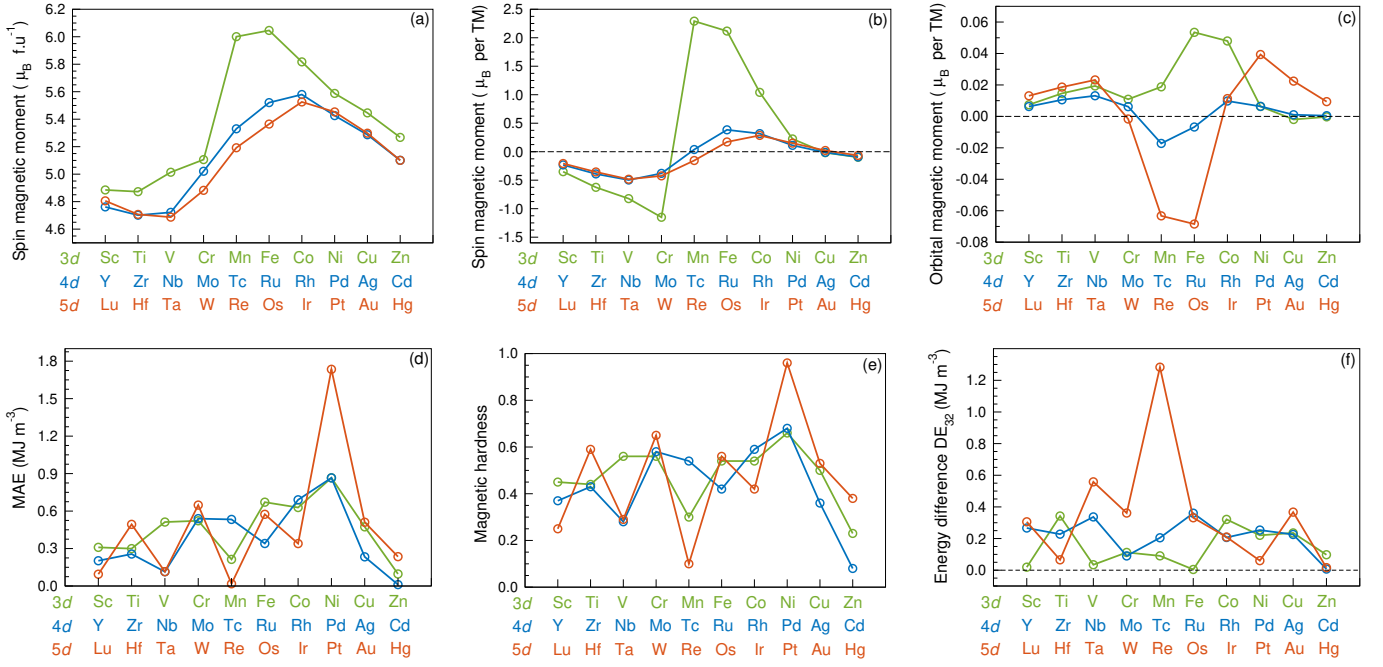 (a)
Spin magnetic moment ( μB f.u-1)
6.2
6.0
5.8
5.6
5.4
5.2
5.0
4.8
4.6
3d Sc Ti V Cr Mn Fe Co Ni Cu Zn
4d Y Zr Nb Mo Tc Ru Rh Pd Ag Cd
5d Lu Hf Ta W Re Os Ir Pt Au Hg
(b)
Spin magnetic moment ( μB per TM)
2.5
2.0
1.5
1.0
0.5
0.0
-0.5
-1.0
-1.5
3d Sc Ti V Cr Mn Fe Co Ni Cu Zn
4d Y Zr Nb Mo Tc Ru Rh Pd Ag Cd
5d Lu Hf Ta W Re Os Ir Pt Au Hg
(c)
Orbital magnetic moment ( μB per TM)
0.06
0.04
0.02
0.00
-0.02
-0.04
-0.06
-0.08
3d Sc Ti V Cr Mn Fe Co Ni Cu Zn
4d Y Zr Nb Mo Tc Ru Rh Pd Ag Cd
5d Lu Hf Ta W Re Os Ir Pt Au Hg
(d)
MAE (MJ m-3)
1.8
1.5
1.2
0.9
0.6
0.3
0.0
3d Sc Ti V Cr Mn Fe Co Ni Cu Zn
4d Y Zr Nb Mo Tc Ru Rh Pd Ag Cd
5d Lu Hf Ta W Re Os Ir Pt Au Hg
(e)
Magnetic hardness
1.0
0.8
0.6
0.4
0.2
0.0
3d Sc Ti V Cr Mn Fe Co Ni Cu Zn
4d Y Zr Nb Mo Tc Ru Rh Pd Ag Cd
5d Lu Hf Ta W Re Os Ir Pt Au Hg
(f)
Energy difference DE32 (MJ m-3)
1.2
1.0
0.8
0.6
0.4
0.2
0.0
3d Sc Ti V Cr Mn Fe Co Ni Cu Zn
4d Y Zr Nb Mo Tc Ru Rh Pd Ag Cd
5d Lu Hf Ta W Re Os Ir Pt Au Hg